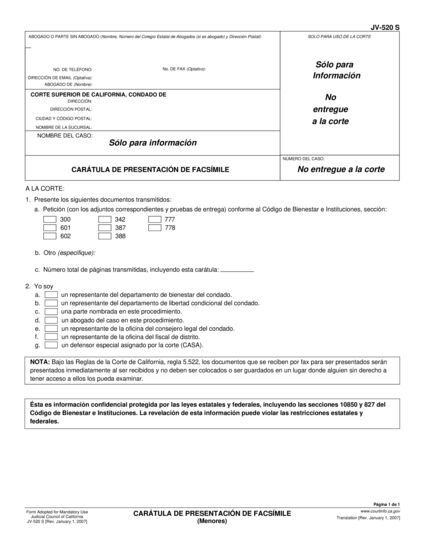 JV-520 S
ABOGADO O PARTE SIN ABOGADO (Nombre, Número del Colegio Estatal de Abogados (si es abogado) y Dirección Postal):
SOLO PARA USO DE LA CORTE
NO. DE TELÉFONO:
No. DE FAX (Optativo):
DIRECCIÓN DE EMAIL (Optativa):
ABOGADO DE (Nombre):
Sólo para
Información
No
entregue
a la corte
CORTE SUPERIOR DE CALIFORNIA, CONDADO DE
DIRECCIÓN:
DIRECCIÓN POSTAL:
CIUDAD Y CÓDIGO POSTAL:
NOMBRE DE LA SUCURSAL:
NOMBRE DEL CASO:
Sólo para información
CARÁTULA DE PRESENTACIÓN DE FACSÍMILE
NÚMERO DEL CASO:
No entregue a la corte
A LA CORTE:
1. Presente los siguientes documentos transmitidos:
a. Petición (con los adjuntos correspondientes y pruebas de entrega) conforme al Código de Bienestar e Instituciones, sección:
300 342 777
601 387 778
602 388
b. Otro (especifique):
c. Número total de páginas transmitidas, incluyendo esta carátula:
2. Yo soy
a. un representante del departamento de bienestar del condado.
b. un representante del departamento de libertad condicional del condado.
c. una parte nombrada en este procedimiento.
d. un abogado del caso en este procedimiento.
e. un representante de la oficina del consejero legal del condado.
f. un representante de la oficina del fiscal de distrito.
g. un defensor especial asignado por la corte (CASA).
NOTA: Bajo las Reglas de la Corte de California, regla 5.522, los documentos que se reciben por fax para ser presentados serán
presentados inmediatamente al ser recibidos y no deben ser colocados o ser guardados en un lugar donde alguien sin derecho a
tener acceso a ellos los pueda examinar.
Ésta es información confidencial protegida por las leyes estatales y federales, incluyendo las secciones 10850 y 827 del
Código de Bienestar e Instituciones. La revelación de esta información puede violar las restricciones estatales y
federales.
Página 1 de 1
Form Adopted for Mandatory Use
Judicial Council of California
JV-520 S [Rev. January 1, 2007]
CARÁTULA DE PRESENTACIÓN DE FACSÍMILE
(Menores)
www.courtinfo.ca.gov
Translation [Rev. January 1, 2007]